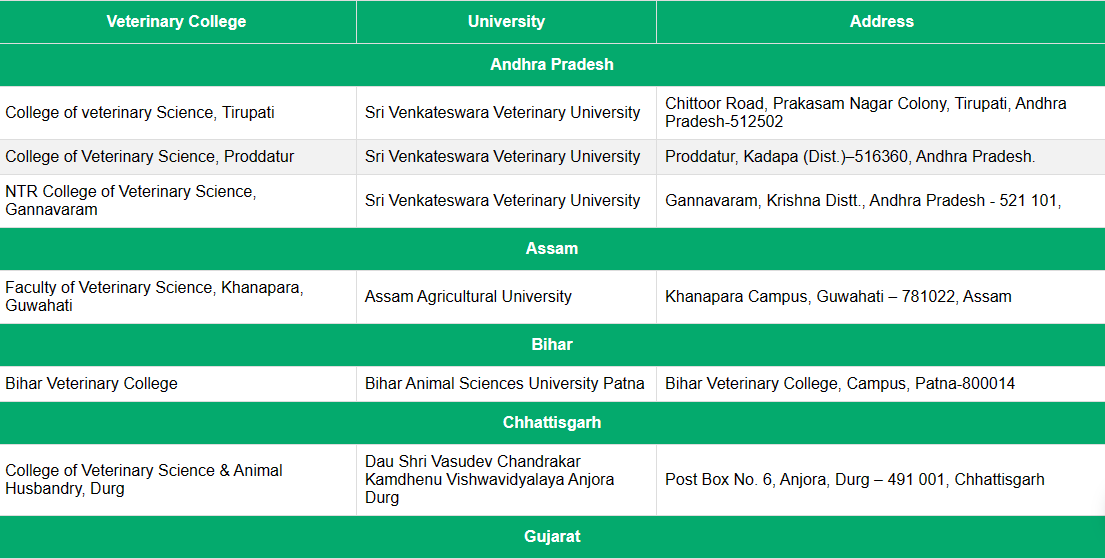 Veterinary College University Address
Andhra Pradesh
College of veterinary Science, Tirupati Sri Venkateswara Veterinary University Chittoor Road, Prakasam Nagar Colony, Tirupati, Andhra
Pradesh-512502
College of Veterinary Science, Proddatur Sri Venkateswara Veterinary University Proddatur, Kadapa (Dist.)–516360, Andhra Pradesh.
NTR College of Veterinary Science,
Gannavaram
Sri Venkateswara Veterinary University Gannavaram, Krishna Distt., Andhra Pradesh - 521 101,
Assam
Faculty of Veterinary Science, Khanapara,
Guwahati
Assam Agricultural University Khanapara Campus, Guwahati – 781022, Assam
Bihar
Bihar Veterinary College Bihar Animal Sciences University Patna Bihar Veterinary College, Campus, Patna-800014
Chhattisgarh
College of Veterinary Science & Animal
Husbandry, Durg
Dau Shri Vasudev Chandrakar
Kamdhenu Vishwavidyalaya Anjora
Durg
Post Box No. 6, Anjora, Durg – 491 001, Chhattisgarh
Gujarat